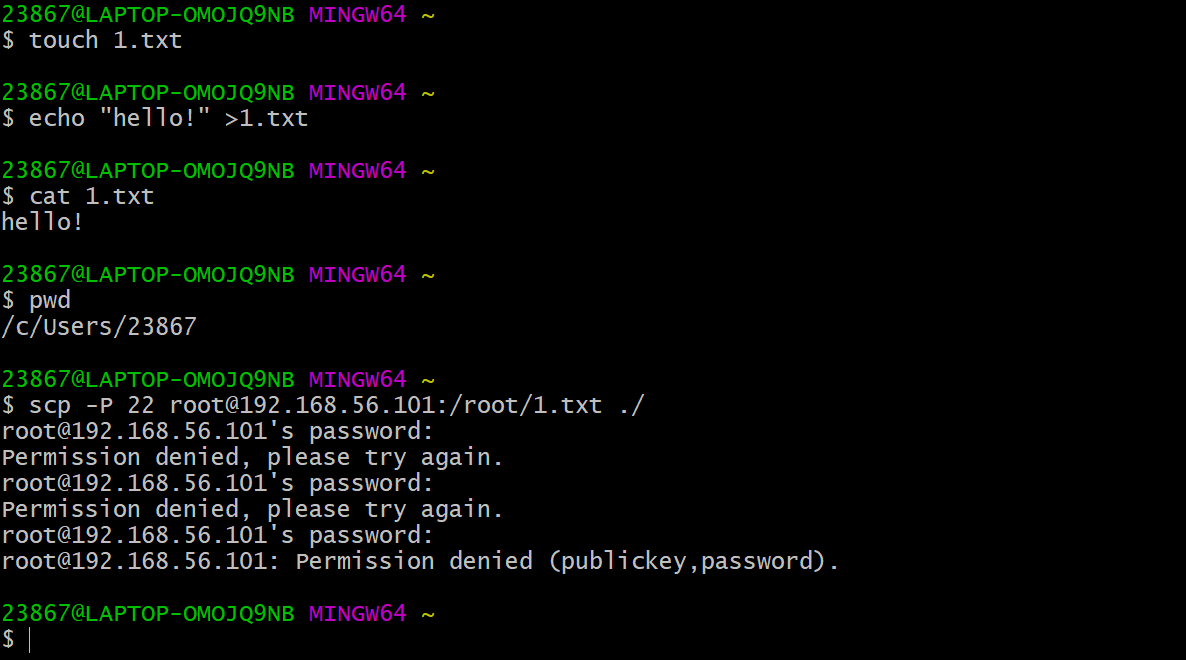 23867@LAPTOP-OMOJQ9NB MINGW64 ~
$ touch 1.txt
23867@LAPTOP-OMOJQ9NB MINGW64 ~
$ echo "hello!" >1.txt
23867@LAPTOP-OMOJQ9NB MINGW64 ~
$ cat 1.txt
hello!
23867@LAPTOP-OMOJQ9NB MINGW64 ~
$ pwd
/c/Users/23867
23867@LAPTOP-OMOJQ9NB MINGW64 ~
$ scp -P 22 root@192.168.56.101:/root/1.txt ./
root@192.168.56.101's password:
Permission denied, please try again.
root@192.168.56.101's password:
Permission denied, please try again.
root@192.168.56.101's password:
root@192.168.56.101: Permission denied (publickey,password).
23867@LAPTOP-OMOJQ9NB MINGW64 ~
$